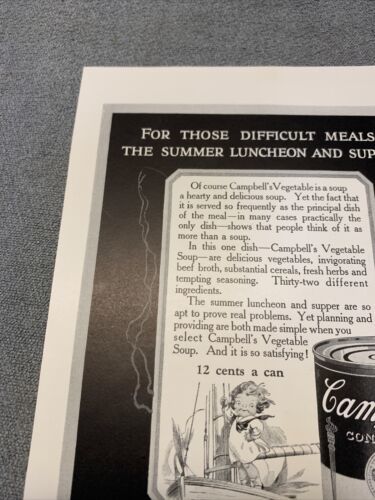 FOR THOSE DIFFICULT MEALS
THE SUMMER LUNCHEON AND SUP
Of course Campbell's Vegetable is a soup
a hearty and delicious soup. Yet the fact that
it is served so frequently as the principal dish
of the meal—in many cases practically the
only dish—shows that people think of it as
more than a soup.
In this one dish—Campbell's Vegetable
Soup—are delicious vegetables, invigorating
beef broth, substantial cereals, fresh herbs and
tempting seasoning. Thirty-two different
ingredients.
The summer luncheon and supper are so
apt to prove real problems. Yet planning and
providing are both made simple when you
select Campbell's Vegetable
Soup. And it is so satisfying!
12 cents a can
Cam
CON